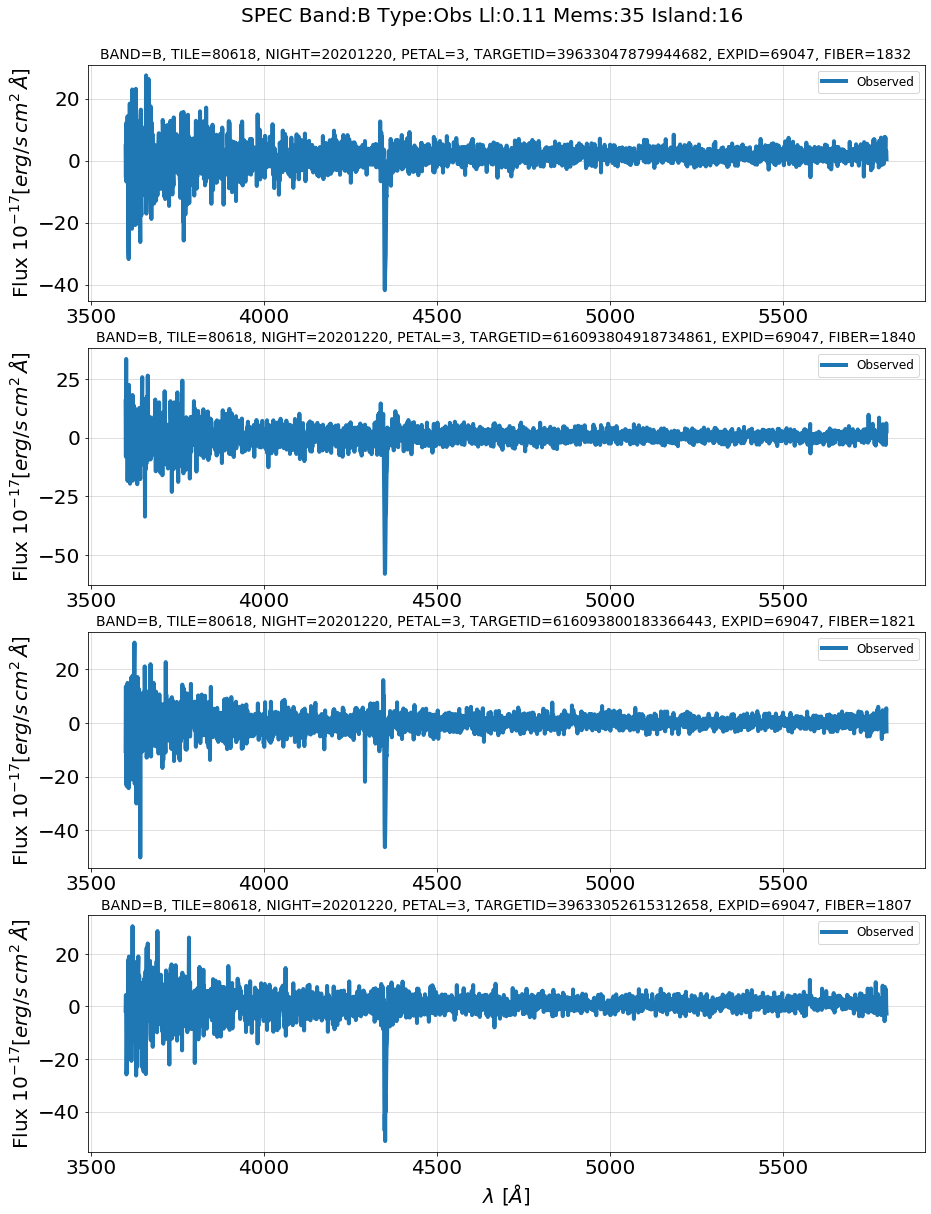 SPEC Band:B Type:Obs Ll:0.11 Mems:35 Island:16
BAND=B, TILE=80618, NIGHT=20201220, PETAL=3, TARGETID=39633047879944682, EXPID=69047, FIBER=1832
Observed
Flux 10^{-17}[erg/s cm^2 Å]
20
0
−20
−40
3500 4000 4500 5000 5500
BAND=B, TILE=80618, NIGHT=20201220, PETAL=3, TARGETID=616093804918734861, EXPID=69047, FIBER=1840
Observed
Flux 10^{-17}[erg/s cm^2 Å]
25
0
−25
−50
3500 4000 4500 5000 5500
BAND=B, TILE=80618, NIGHT=20201220, PETAL=3, TARGETID=616093800183366443, EXPID=69047, FIBER=1821
Observed
Flux 10^{-17}[erg/s cm^2 Å]
20
0
−20
−40
3500 4000 4500 5000 5500
BAND=B, TILE=80618, NIGHT=20201220, PETAL=3, TARGETID=39633052615312658, EXPID=69047, FIBER=1807
Observed
Flux 10^{-17}[erg/s cm^2 Å]
20
0
−20
−40
3500 4000 4500 5000 5500
λ [Å]